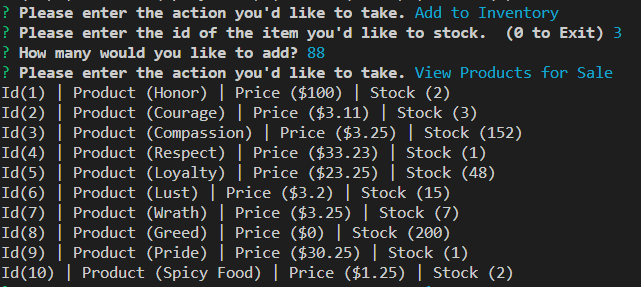 ? Please enter the action you'd like to take. Add to Inventory
? Please enter the id of the item you'd like to stock.  (0 to Exit) 3
? How many would you like to add? 88
? Please enter the action you'd like to take. View Products for Sale
Id(1) | Product (Honor) | Price ($100) | Stock (2)
Id(2) | Product (Courage) | Price ($3.11) | Stock (3)
Id(3) | Product (Compassion) | Price ($3.25) | Stock (152)
Id(4) | Product (Respect) | Price ($33.23) | Stock (1)
Id(5) | Product (Loyalty) | Price ($23.25) | Stock (48)
Id(6) | Product (Lust) | Price ($3.2) | Stock (15)
Id(7) | Product (Wrath) | Price ($3.25) | Stock (7)
Id(8) | Product (Greed) | Price ($0) | Stock (200)
Id(9) | Product (Pride) | Price ($30.25) | Stock (1)
Id(10) | Product (Spicy Food) | Price ($1.25) | Stock (2)